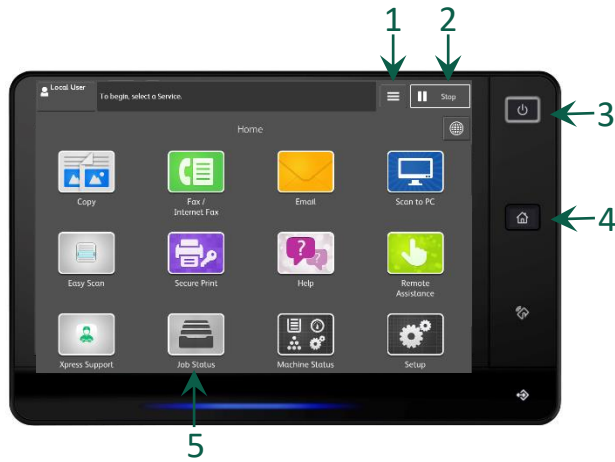 1
2
Local User
To begin, select a Service.
Stop
3
Home
Copy
Fax /
Internet Fax
Email
Scan to PC
4
Easy Scan
Secure Print
Help
Remote
Assistance
Xpress Support
Job Status
Machine Status
Setup
5